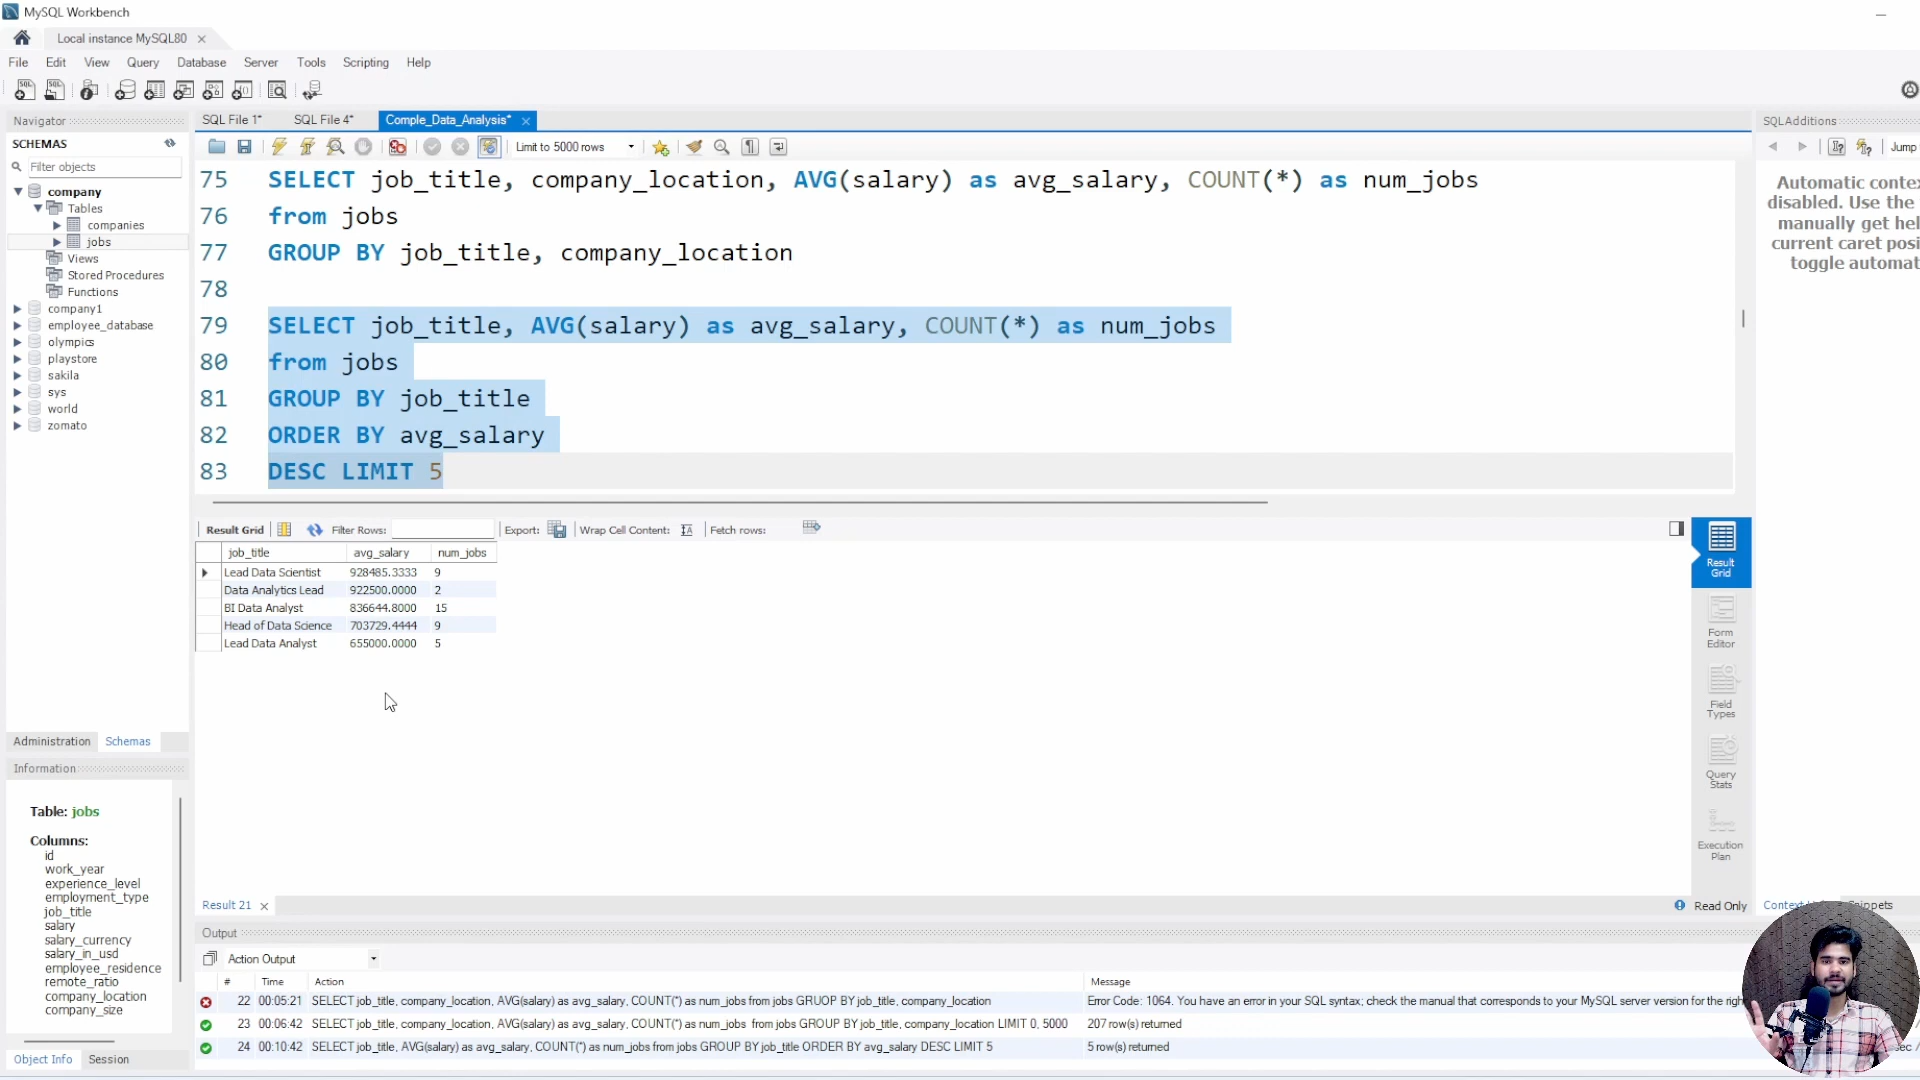 MySQL Workbench
Local instance MySQL80
File Edit View Query Database Server Tools Scripting Help
Navigator
SCHEMAS
Filter objects
company
Tables
companies
jobs
Views
Stored Procedures
Functions
company1
employee_database
olympics
playstore
sakila
sys
world
zomato
Administration Schemas
Information
Table: jobs
Columns:
id
work_year
experience_level
employment_type
job_title
salary
salary_currency
salary_in_usd
employee_residence
remote_ratio
company_location
company_size
Object Info Session
SQL File 1* SQL File 4* Comple_Data_Analysis*
Limit to 5000 rows
75 SELECT job_title, company_location, AVG(salary) as avg_salary, COUNT(*) as num_jobs
76 from jobs
77 GROUP BY job_title, company_location
78
79 SELECT job_title, AVG(salary) as avg_salary, COUNT(*) as num_jobs
80 from jobs
81 GROUP BY job_title
82 ORDER BY avg_salary
83 DESC LIMIT 5
Result Grid Filter Rows: Export: Wrap Cell Content: Fetch rows:
job_title avg_salary num_jobs
Lead Data Scientist 928485.3333 9
Data Analytics Lead 922500.0000 2
BI Data Analyst 836644.8000 15
Head of Data Science 703729.4444 9
Lead Data Analyst 655000.0000 5
Result
Grid
Form
Editor
Field
Types
Query
Stats
Execution
Plan
Result 21 Read Only
Output
Action Output
# Time Action Message
22 00:05:21 SELECT job_title, company_location, AVG(salary) as avg_salary, COUNT(*) as num_jobs from jobs GRUOP BY job_title, company_location Error Code: 1064. You have an error in your SQL syntax; check the manual that corresponds to your MySQL server version for the righ
23 00:06:42 SELECT job_title, company_location, AVG(salary) as avg_salary, COUNT(*) as num_jobs from jobs GROUP BY job_title, company_location LIMIT 0, 5000 207 row(s) returned
24 00:10:42 SELECT job_title, AVG(salary) as avg_salary, COUNT(*) as num_jobs from jobs GROUP BY job_title ORDER BY avg_salary DESC LIMIT 5 5 row(s) returned
SQLAdditions
Jump
Automatic contex
disabled. Use the
manually get hel
current caret posi
toggle automat